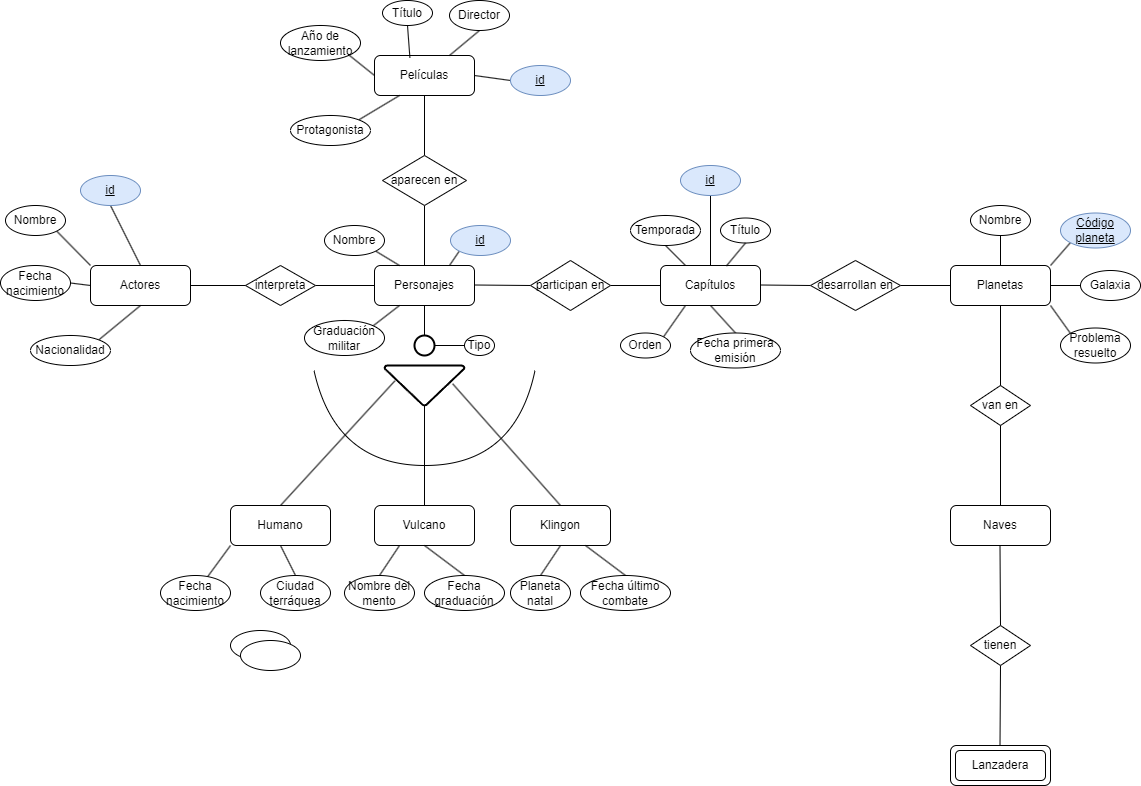 Título
Director
Año de
lanzamiento
Películas
id
Protagonista
aparecen en
id
id
Nombre
Nombre
id
Temporada
Título
Nombre
Código
planeta
Fecha
nacimiento
Actores
interpreta
Personajes
participan en
Capítulos
desarrollan en
Planetas
Galaxia
Nacionalidad
Graduación
militar
Tipo
Orden
Fecha primera
emisión
Problema
resuelto
van en
Humano
Vulcano
Klingon
Naves
Fecha
nacimiento
Ciudad
terráquea
Nombre del
mento
Fecha
graduación
Planeta
natal
Fecha último
combate
tienen
Lanzadera